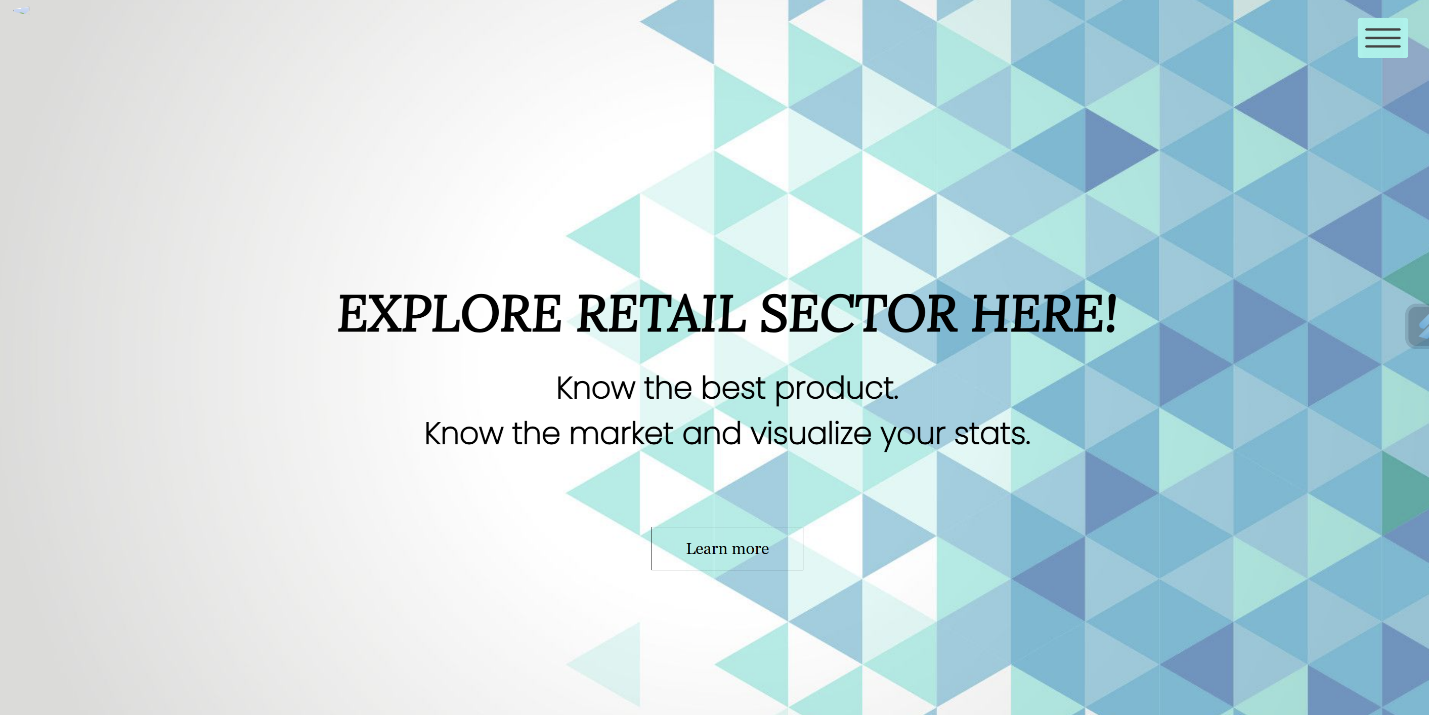 EXPLORE RETAIL SECTOR HERE!
Know the best product.
Know the market and visualize your stats.
Learn more